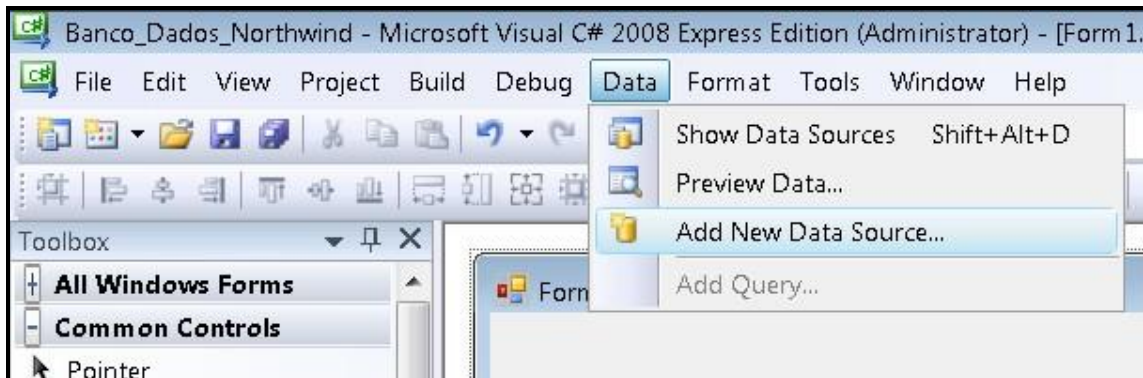 Banco_Dados_Northwind - Microsoft Visual C# 2008 Express Edition (Administrator) - [Form1.
File Edit View Project Build Debug Data Format Tools Window Help
Show Data Sources Shift+Alt+D
Preview Data...
Add New Data Source...
Add Query...
Toolbox
All Windows Forms
Common Controls
Pointer
Form